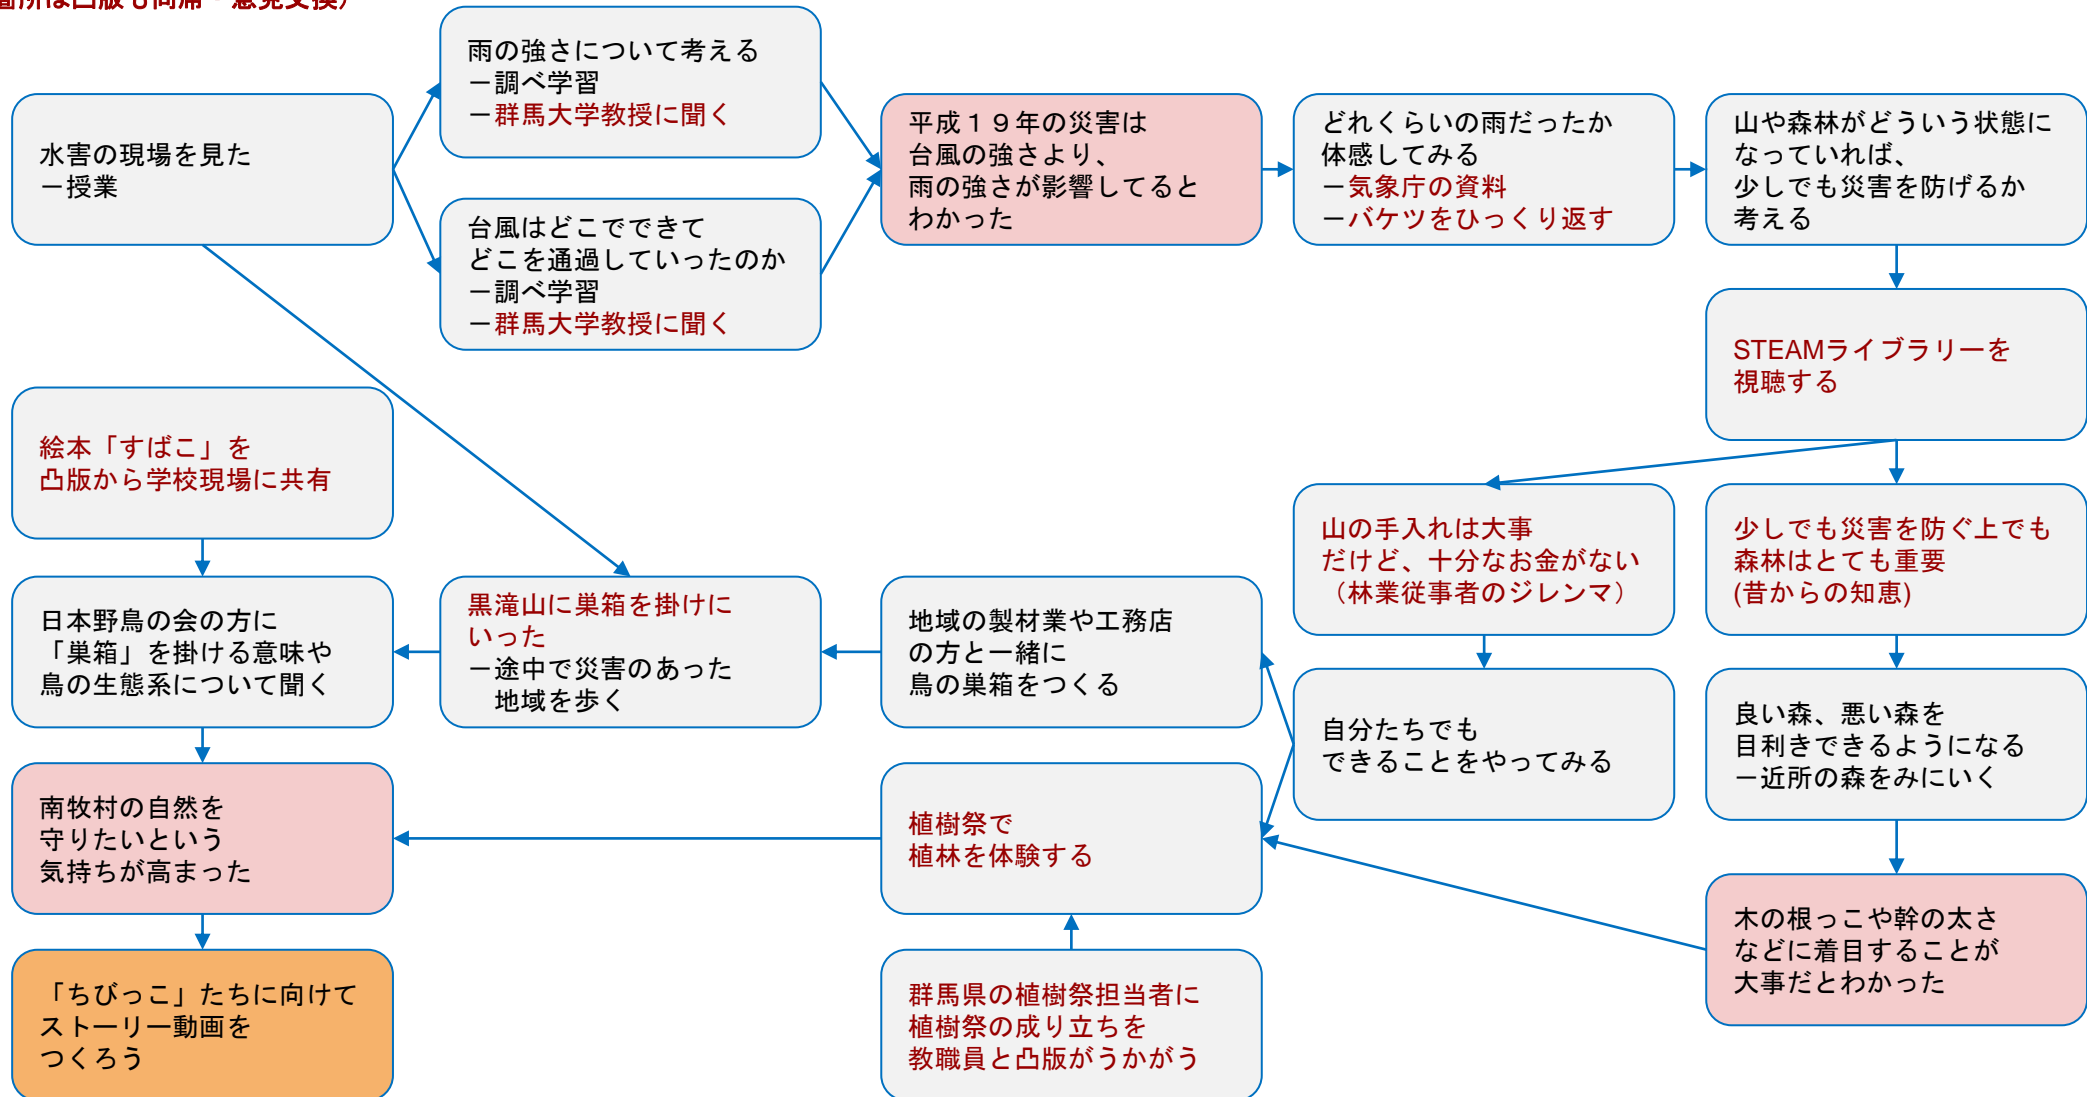 雨の強さについて考える
－調べ学習
－群馬大学教授に聞く
水害の現場を見た
－授業
台風はどこでできて
どこを通過していったのか
－調べ学習
－群馬大学教授に聞く
平成１９年の災害は
台風の強さより、
雨の強さが影響してると
わかった
どれくらいの雨だったか
体感してみる
－気象庁の資料
－バケツをひっくり返す
山や森林がどういう状態に
なっていれば、
少しでも災害を防げるか
考える
STEAMライブラリーを
視聴する
絵本「すばこ」を
凸版から学校現場に共有
山の手入れは大事
だけど、十分なお金がない
（林業従事者のジレンマ）
少しでも災害を防ぐ上でも
森林はとても重要
(昔からの知恵)
日本野鳥の会の方に
「巣箱」を掛ける意味や
鳥の生態系について聞く
黒滝山に巣箱を掛けに
いった
－途中で災害のあった
地域を歩く
地域の製材業や工務店
の方と一緒に
鳥の巣箱をつくる
自分たちでも
できることをやってみる
良い森、悪い森を
目利きできるようになる
－近所の森をみにいく
南牧村の自然を
守りたいという
気持ちが高まった
植樹祭で
植林を体験する
木の根っこや幹の太さ
などに着目することが
大事だとわかった
「ちびっこ」たちに向けて
ストーリー動画を
つくろう
群馬県の植樹祭担当者に
植樹祭の成り立ちを
教職員と凸版がうかがう